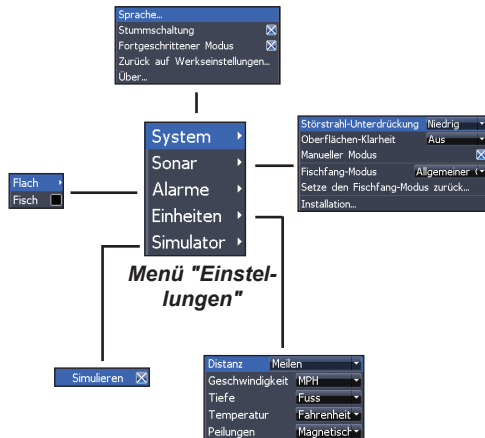 Sprache...
Stummschaltung
Fortgeschrittener Modus
Zurück auf Werkseinstellungen...
Über...
System
Sonar
Alarme
Einheiten
Simulator
Menü "Einstel-
lungen"
Störstrahl-Unterdrückung Niedrig
Oberflächen-Klarheit Aus
Manueller Modus
Fischfang-Modus Allgemeiner (
Setze den Fischfang-Modus zurück...
Installation...
Flach
Fisch
Simulieren
Distanz Meilen
Geschwindigkeit MPH
Tiefe Fuss
Temperatur Fahrenheit
Peilungen Magnetisch